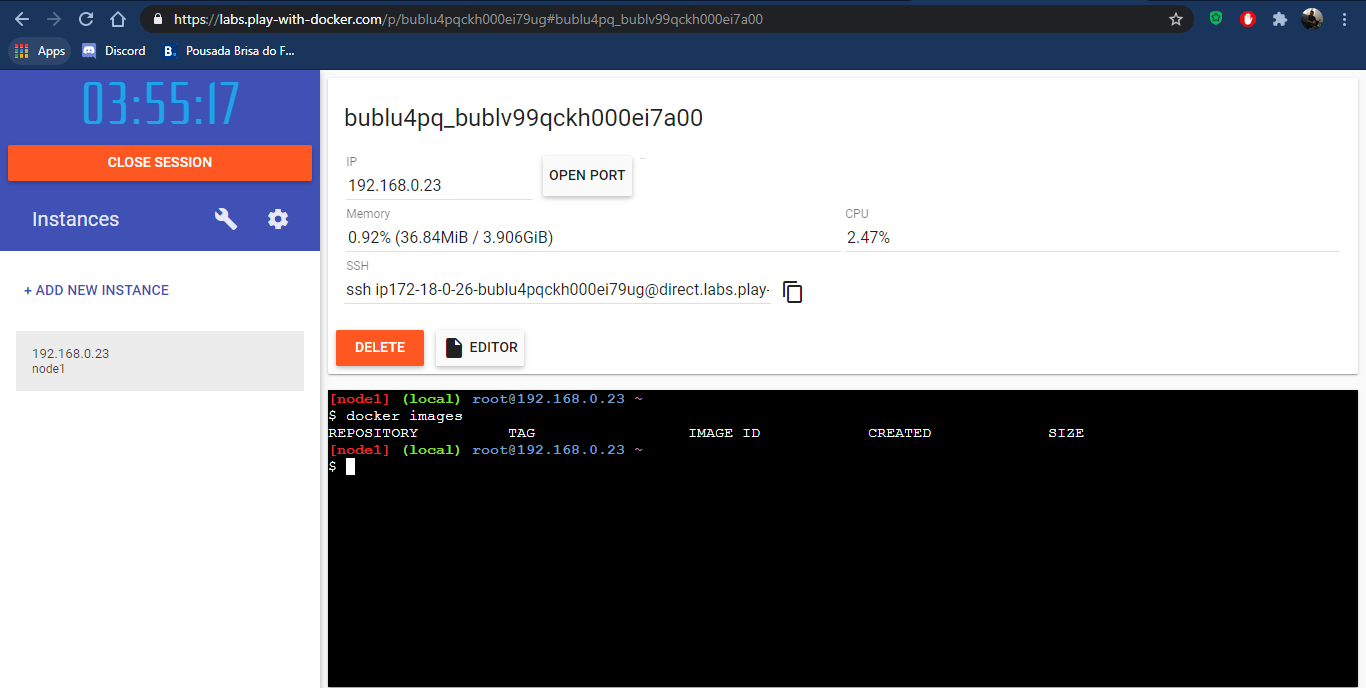 https://labs.play-with-docker.com/p/bublu4pqckh000ei79ug#bublu4pq_bublv99qckh000ei7a00
Apps Discord B. Pousada Brisa do F...
03:55:17
CLOSE SESSION
Instances
+ ADD NEW INSTANCE
192.168.0.23
node1
bublu4pq_bublv99qckh000ei7a00
IP
192.168.0.23
OPEN PORT
Memory
0.92% (36.84MiB / 3.906GiB)
CPU
2.47%
SSH
ssh ip172-18-0-26-bublu4pqckh000ei79ug@direct.labs.play-
DELETE
EDITOR
[node1] (local) root@192.168.0.23 ~
$ docker images
REPOSITORY TAG IMAGE ID CREATED SIZE
[node1] (local) root@192.168.0.23 ~
$